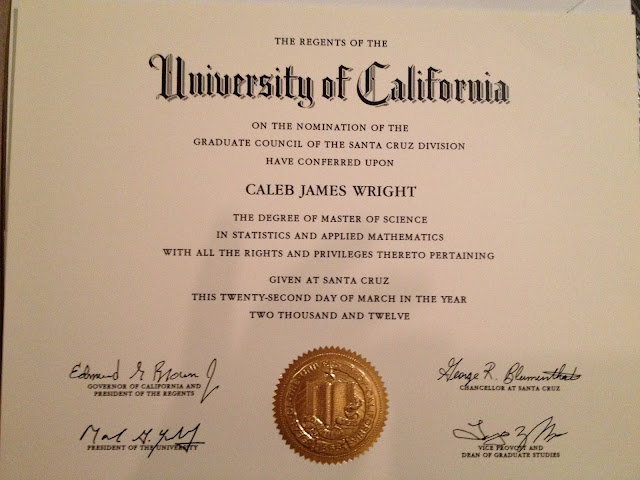 THE REGENTS OF THE
University of California
ON THE NOMINATION OF THE
GRADUATE COUNCIL OF THE SANTA CRUZ DIVISION
HAVE CONFERRED UPON
CALEB JAMES WRIGHT
THE DEGREE OF MASTER OF SCIENCE
IN STATISTICS AND APPLIED MATHEMATICS
WITH ALL THE RIGHTS AND PRIVILEGES THERETO PERTAINING
GIVEN AT SANTA CRUZ
THIS TWENTY-SECOND DAY OF MARCH IN THE YEAR
TWO THOUSAND AND TWELVE
Edmund G Brown J
GOVERNOR OF CALIFORNIA AND
PRESIDENT OF THE REGENTS
George R. Blumenthal
CHANCELLOR AT SANTA CRUZ
PRESIDENT OF THE UNIVERSITY
VICE PROVOST AND
DEAN OF GRADUATE STUDIES